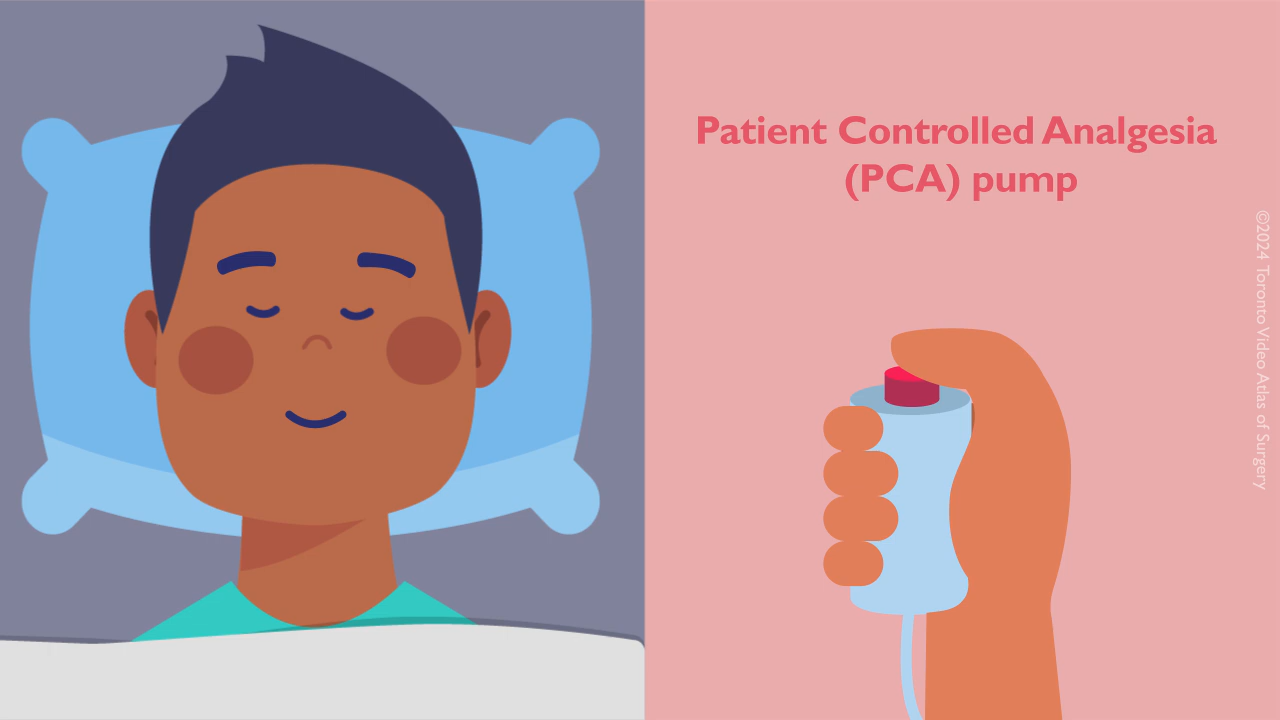 Patient Controlled Analgesia
(PCA) pump
©2024 Toronto Video Atlas of Surgery